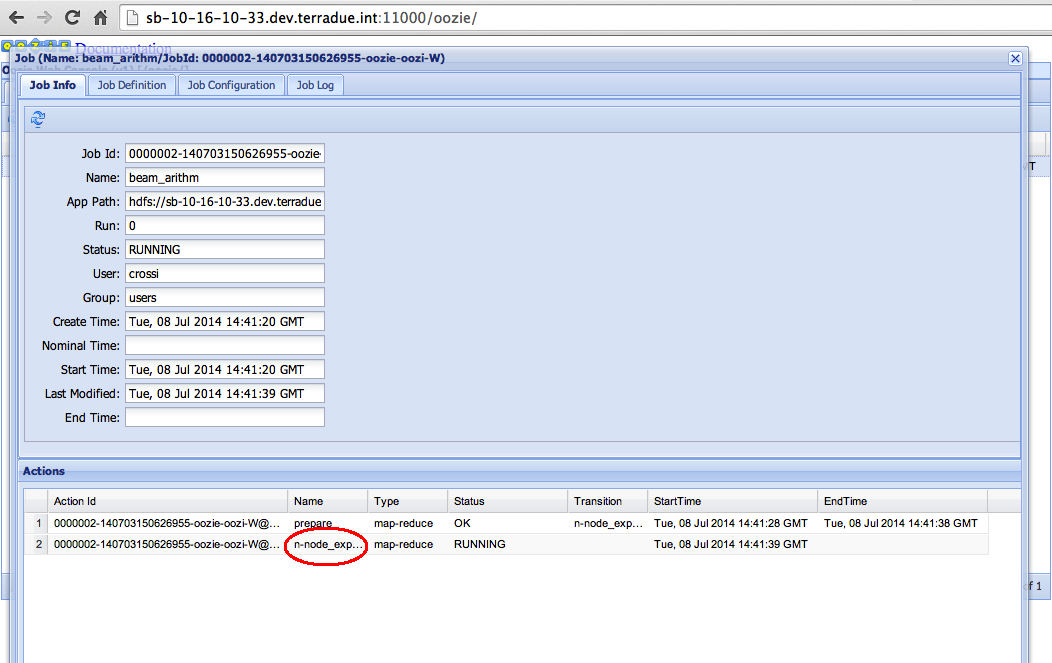 sb-10-16-10-33.dev.terradue.int:11000/oozie/
Documentation
Job (Name: beam_arithm/JobId: 0000002-140703150626955-oozie-oozi-W)
Job Info Job Definition Job Configuration Job Log
Job Id: 0000002-140703150626955-oozie-
Name: beam_arithm
App Path: hdfs://sb-10-16-10-33.dev.terradue
Run: 0
Status: RUNNING
User: crossi
Group: users
Create Time: Tue, 08 Jul 2014 14:41:20 GMT
Nominal Time:
Start Time: Tue, 08 Jul 2014 14:41:20 GMT
Last Modified: Tue, 08 Jul 2014 14:41:39 GMT
End Time:
Actions
Action Id Name Type Status Transition StartTime EndTime
1 0000002-140703150626955-oozie-oozi-W@... prepare map-reduce OK n-node_exp... Tue, 08 Jul 2014 14:41:28 GMT Tue, 08 Jul 2014 14:41:38 GMT
2 0000002-140703150626955-oozie-oozi-W@... n-node_exp... map-reduce RUNNING Tue, 08 Jul 2014 14:41:39 GMT
of 1